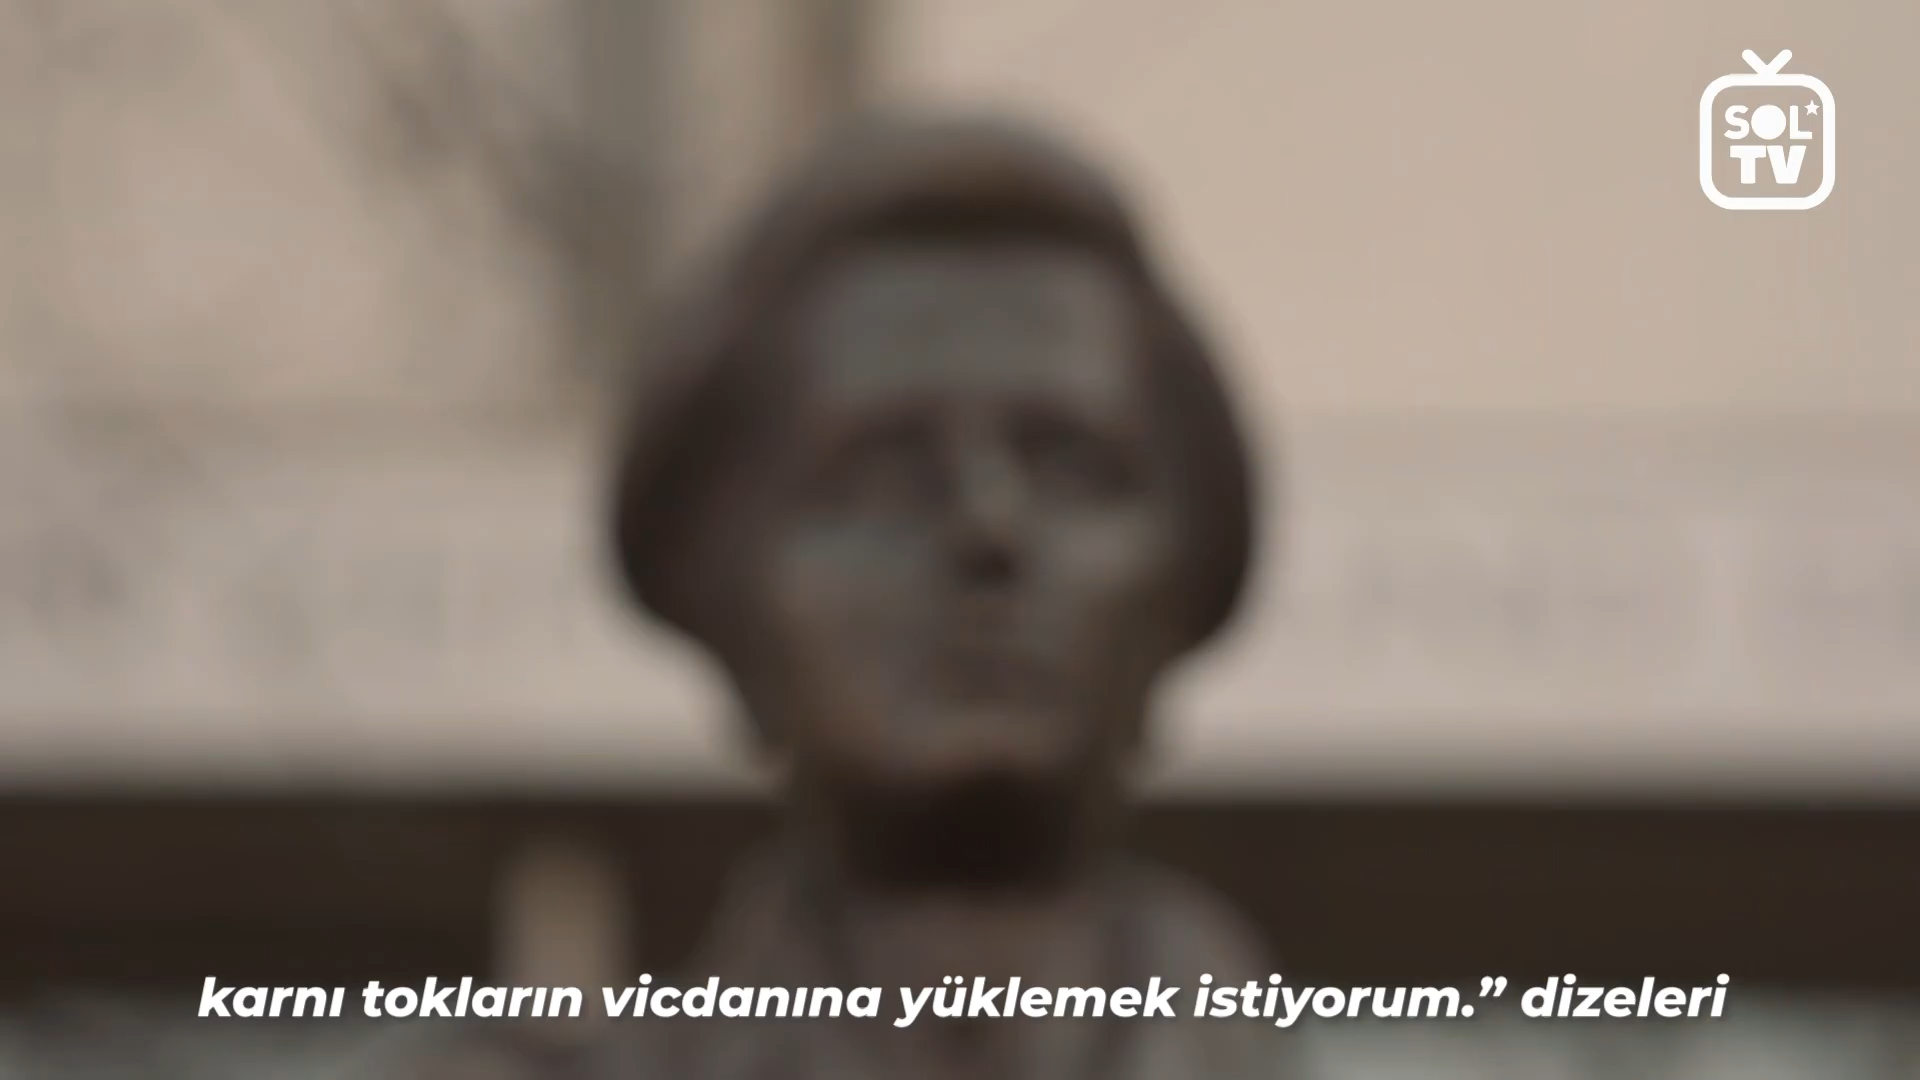 SOL
TV
karnı tokların vicdanına yüklemek istiyorum.” dizeleri